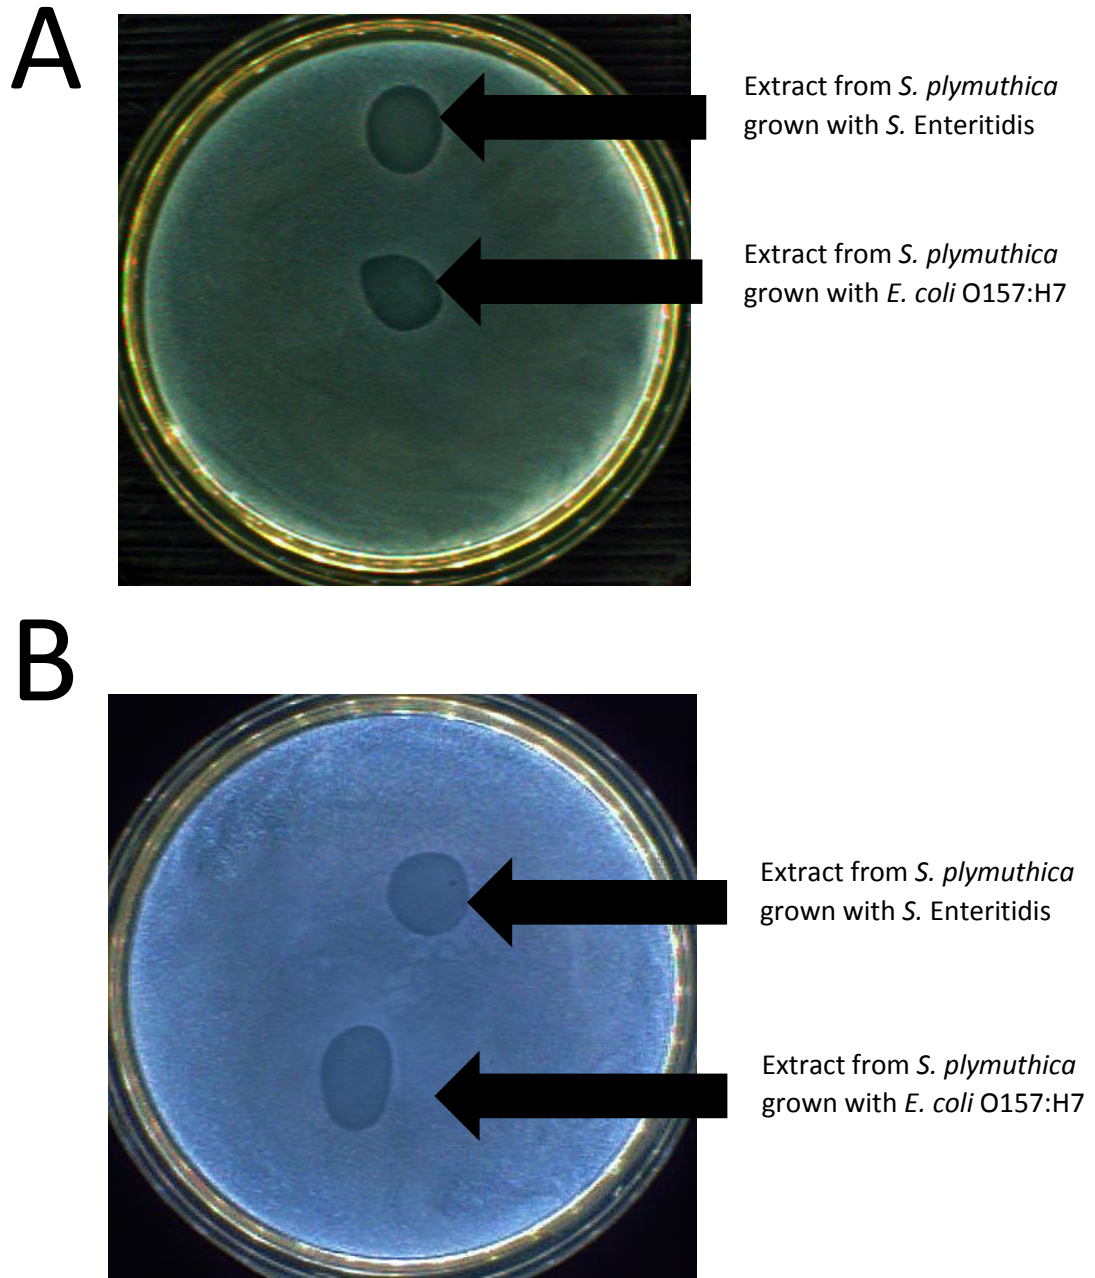 A
Extract from S. plymuthica
grown with S. Enteritidis
Extract from S. plymuthica
grown with E. coli O157:H7
B
Extract from S. plymuthica
grown with S. Enteritidis
Extract from S. plymuthica
grown with E. coli O157:H7